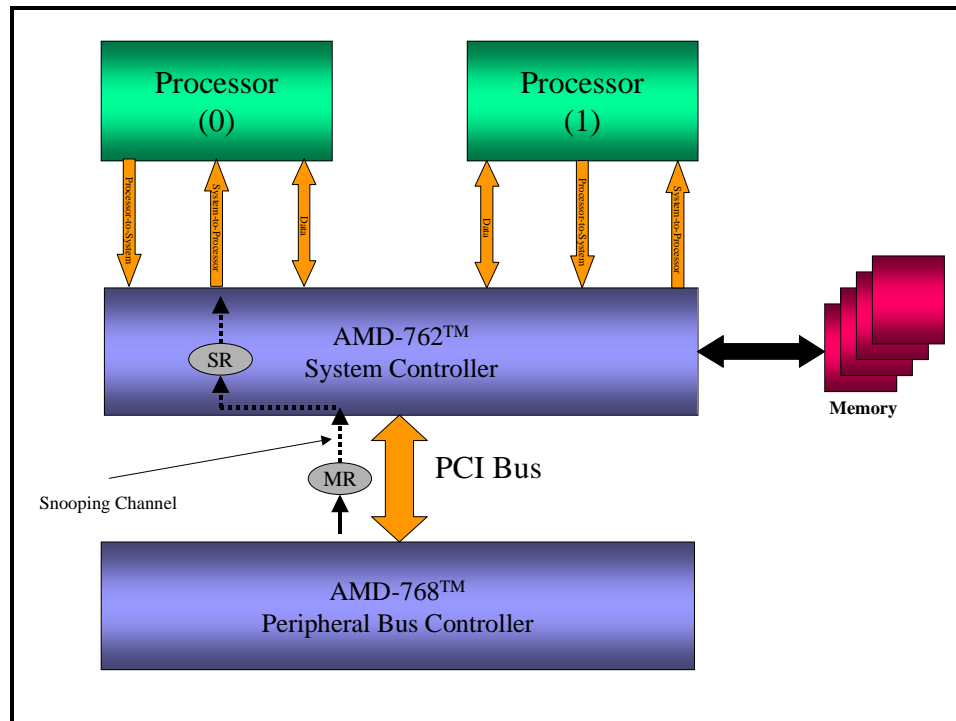 Processor
(0)
Processor
(1)
Processor-to-System
System-to-Processor
Data
Data
Processor-to-System
System-to-Processor
AMD-762™
System Controller
SR
Memory
MR
PCI Bus
Snooping Channel
AMD-768™
Peripheral Bus Controller